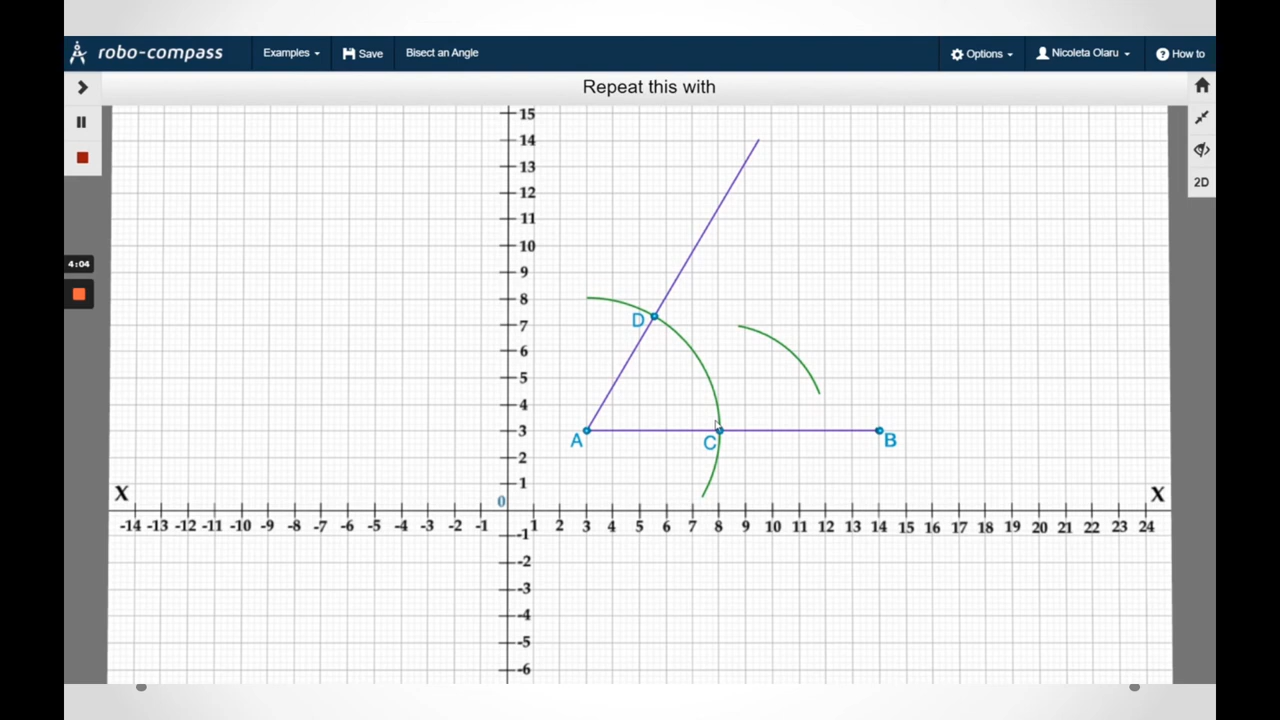 robo-compass Examples Save Bisect an Angle Options Nicoleta Olaru How to
Repeat this with
2D
4:04
15
14
13
12
11
10
9
8
7
6
5
4
3
2
1
0
D
A
C
B
X
X
-14 -13 -12 -11 -10 -9 -8 -7 -6 -5 -4 -3 -2 -1 1 2 3 4 5 6 7 8 9 10 11 12 13 14 15 16 17 18 19 20 21 22 23 24
-1
-2
-3
-4
-5
-6